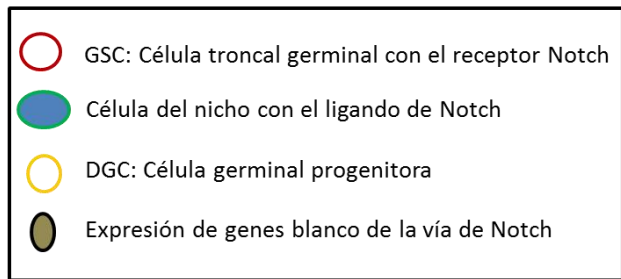 GSC: Célula troncal germinal con el receptor Notch
Célula del nicho con el ligando de Notch
DGC: Célula germinal progenitora
Expresión de genes blanco de la vía de Notch